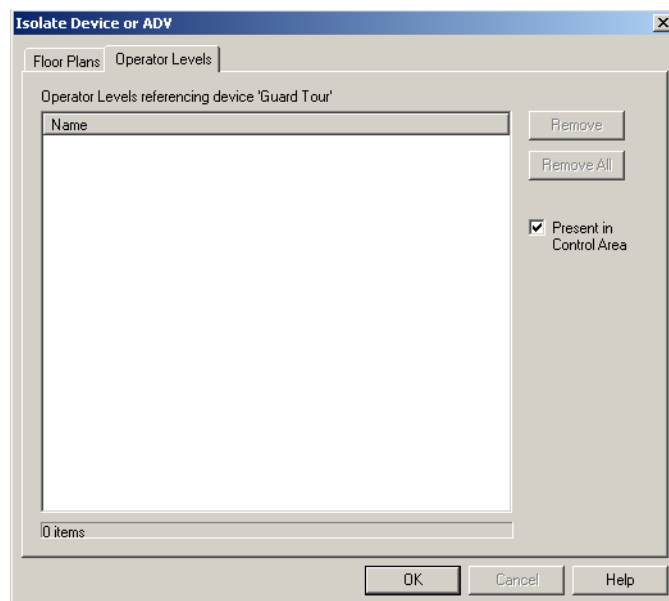 Isolate Device or ADV
Floor Plans
Operator Levels
Operator Levels referencing device 'Guard Tour'
Name
Remove
Remove All
Present in
Control Area
0 items
OK
Cancel
Help